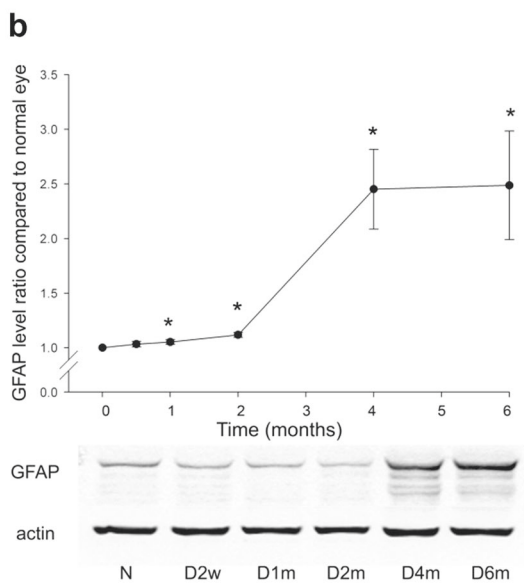 b
GFAP level ratio compared to normal eye
3.5
3.0
2.5
2.0
1.5
1.0
0.0
* * * *
0 1 2 3 4 5 6
Time (months)
GFAP
actin
N D2w D1m D2m D4m D6m